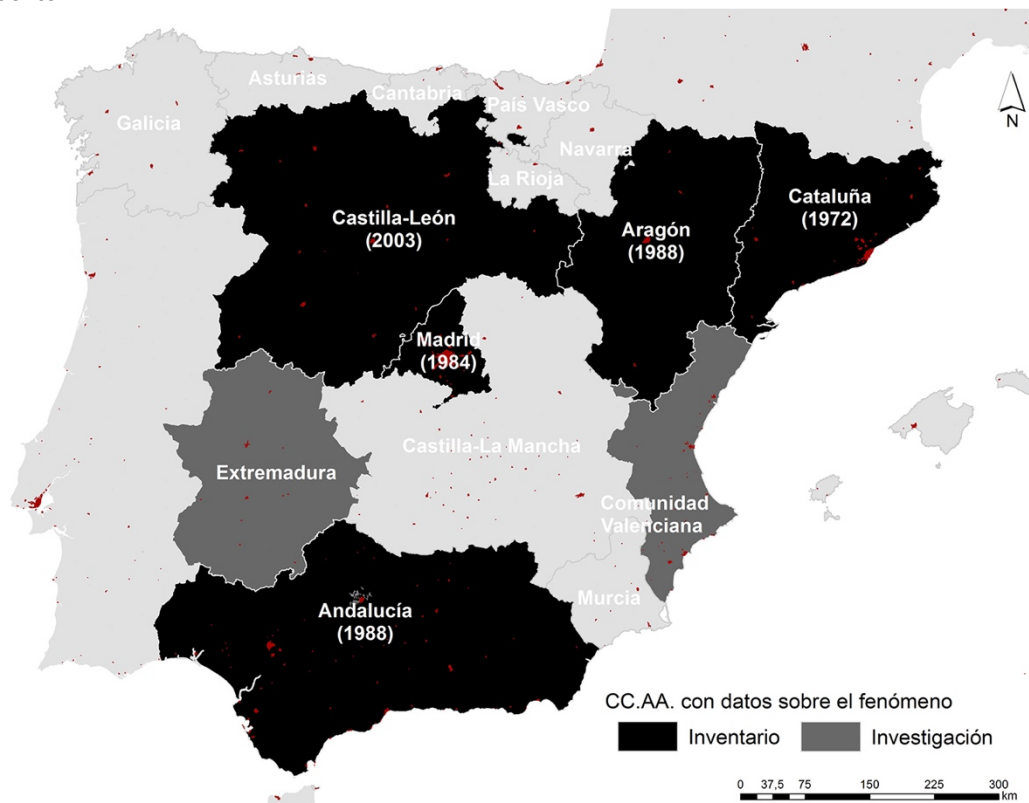 Asturias
Cantabria
País Vasco
Galicia
Navarra
La Rioja
N
Castilla-León
(2003)
Aragón
(1988)
Cataluña
(1972)
Madrid
(1984)
Castilla-La Mancha
Extremadura
Comunidad
Valenciana
Murcia
Andalucía
(1988)
CC.AA. con datos sobre el fenómeno
Inventario
Investigación
0 37,5 75 150 225 300
km